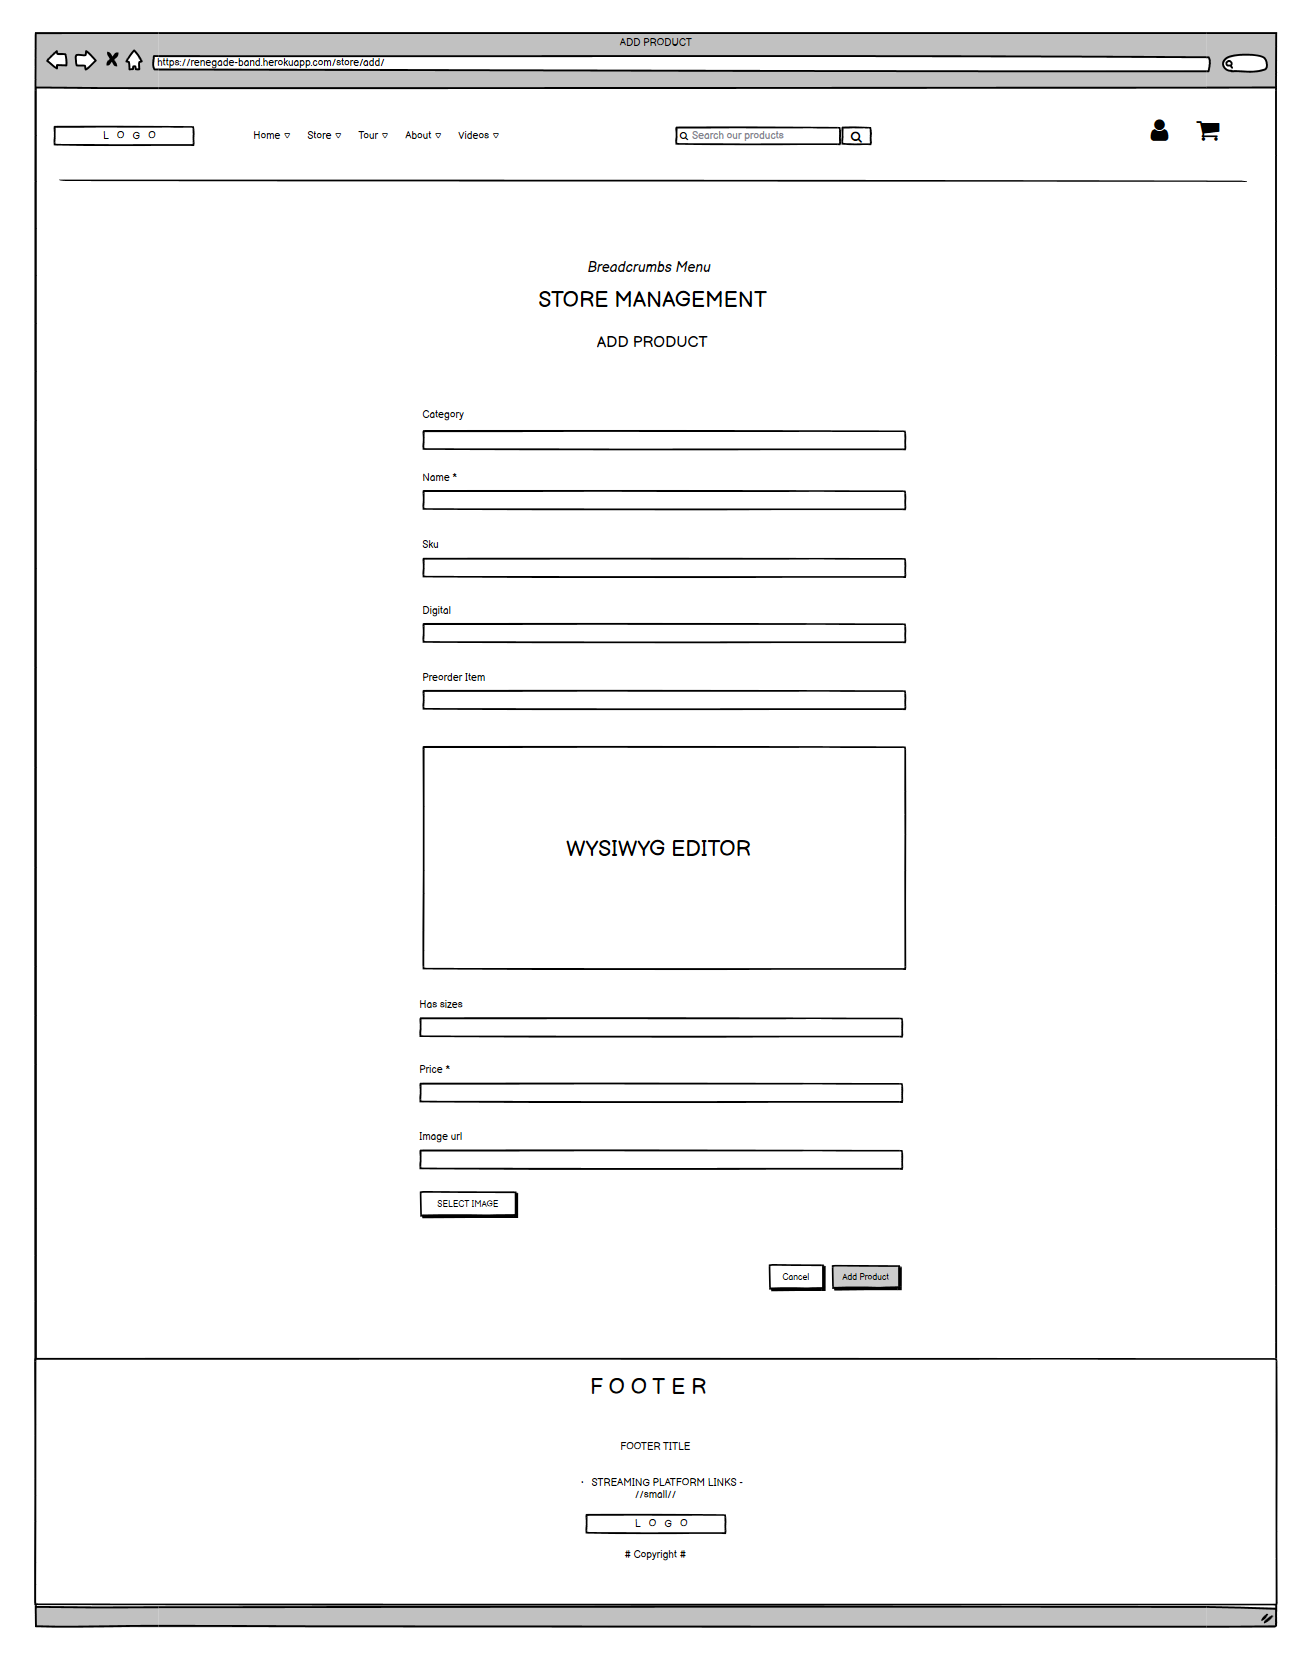 ADD PRODUCT
https://renegade-band.herokuapp.com/store/add/
L O G O
Home ▿ Store ▿ Tour ▿ About ▿ Videos ▿
Search our products
Breadcrumbs Menu
STORE MANAGEMENT
ADD PRODUCT
Category
Name *
Sku
Digital
Preorder Item
WYSIWYG EDITOR
Has sizes
Price *
Image url
SELECT IMAGE
Cancel Add Product
F O O T E R
FOOTER TITLE
· STREAMING PLATFORM LINKS -
//small//
L O G O
# Copyright #